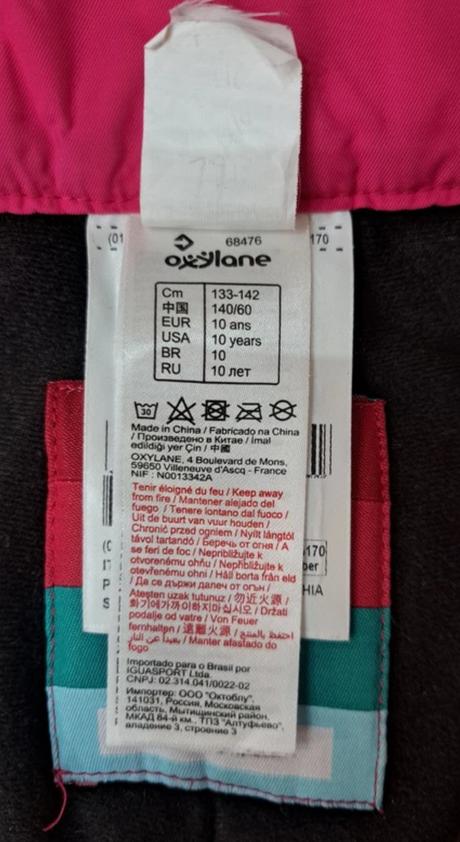 (01
170
68476
oxylane
Cm 133-142
中国 140/60
EUR 10 ans
USA 10 years
BR 10
RU 10 лет
30
Made in China / Fabricado na China
/ Произведено в Китае / İmal
edildiği yer Çin / 中國
OXYLANE, 4 Boulevard de Mons,
59650 Villeneuve d'Ascq - France
NIF : N0013342A
Tenir éloigné du feu / Keep away
from fire / Mantener alejado del
fuego / Tenere lontano dal fuoco /
Uit de buurt van vuur houden /
Chronić przed ogniem / Nyílt lángtól
távol tartandó / Беречь от огня / A
se feri de foc / Nepribližujte k
otvorenému ohňu / Nepřibližujte k
otevřenému ohni / Håll borta från eld
/ Да се държи далеч от огън /
Ateşten uzak tutunuz / 勿近火源 /
화기에가까이하지마십시오 / Držati
podalje od vatre / Von Feuer
fernhalten / 遠離火源 / احتفظ بالمنتج
بعيدا عن النار / Manter afastado do
fogo
Importado para o Brasil por
IGUASPORT Ltda.
CNPJ: 02.314.041/0022-02
Импортер: ООО "Октоблу",
141031, Россия, Московская
область, Мытищинский район,
МКАД 84-й км., ТПЗ "Алтуфьево",
владение 3, строение 3